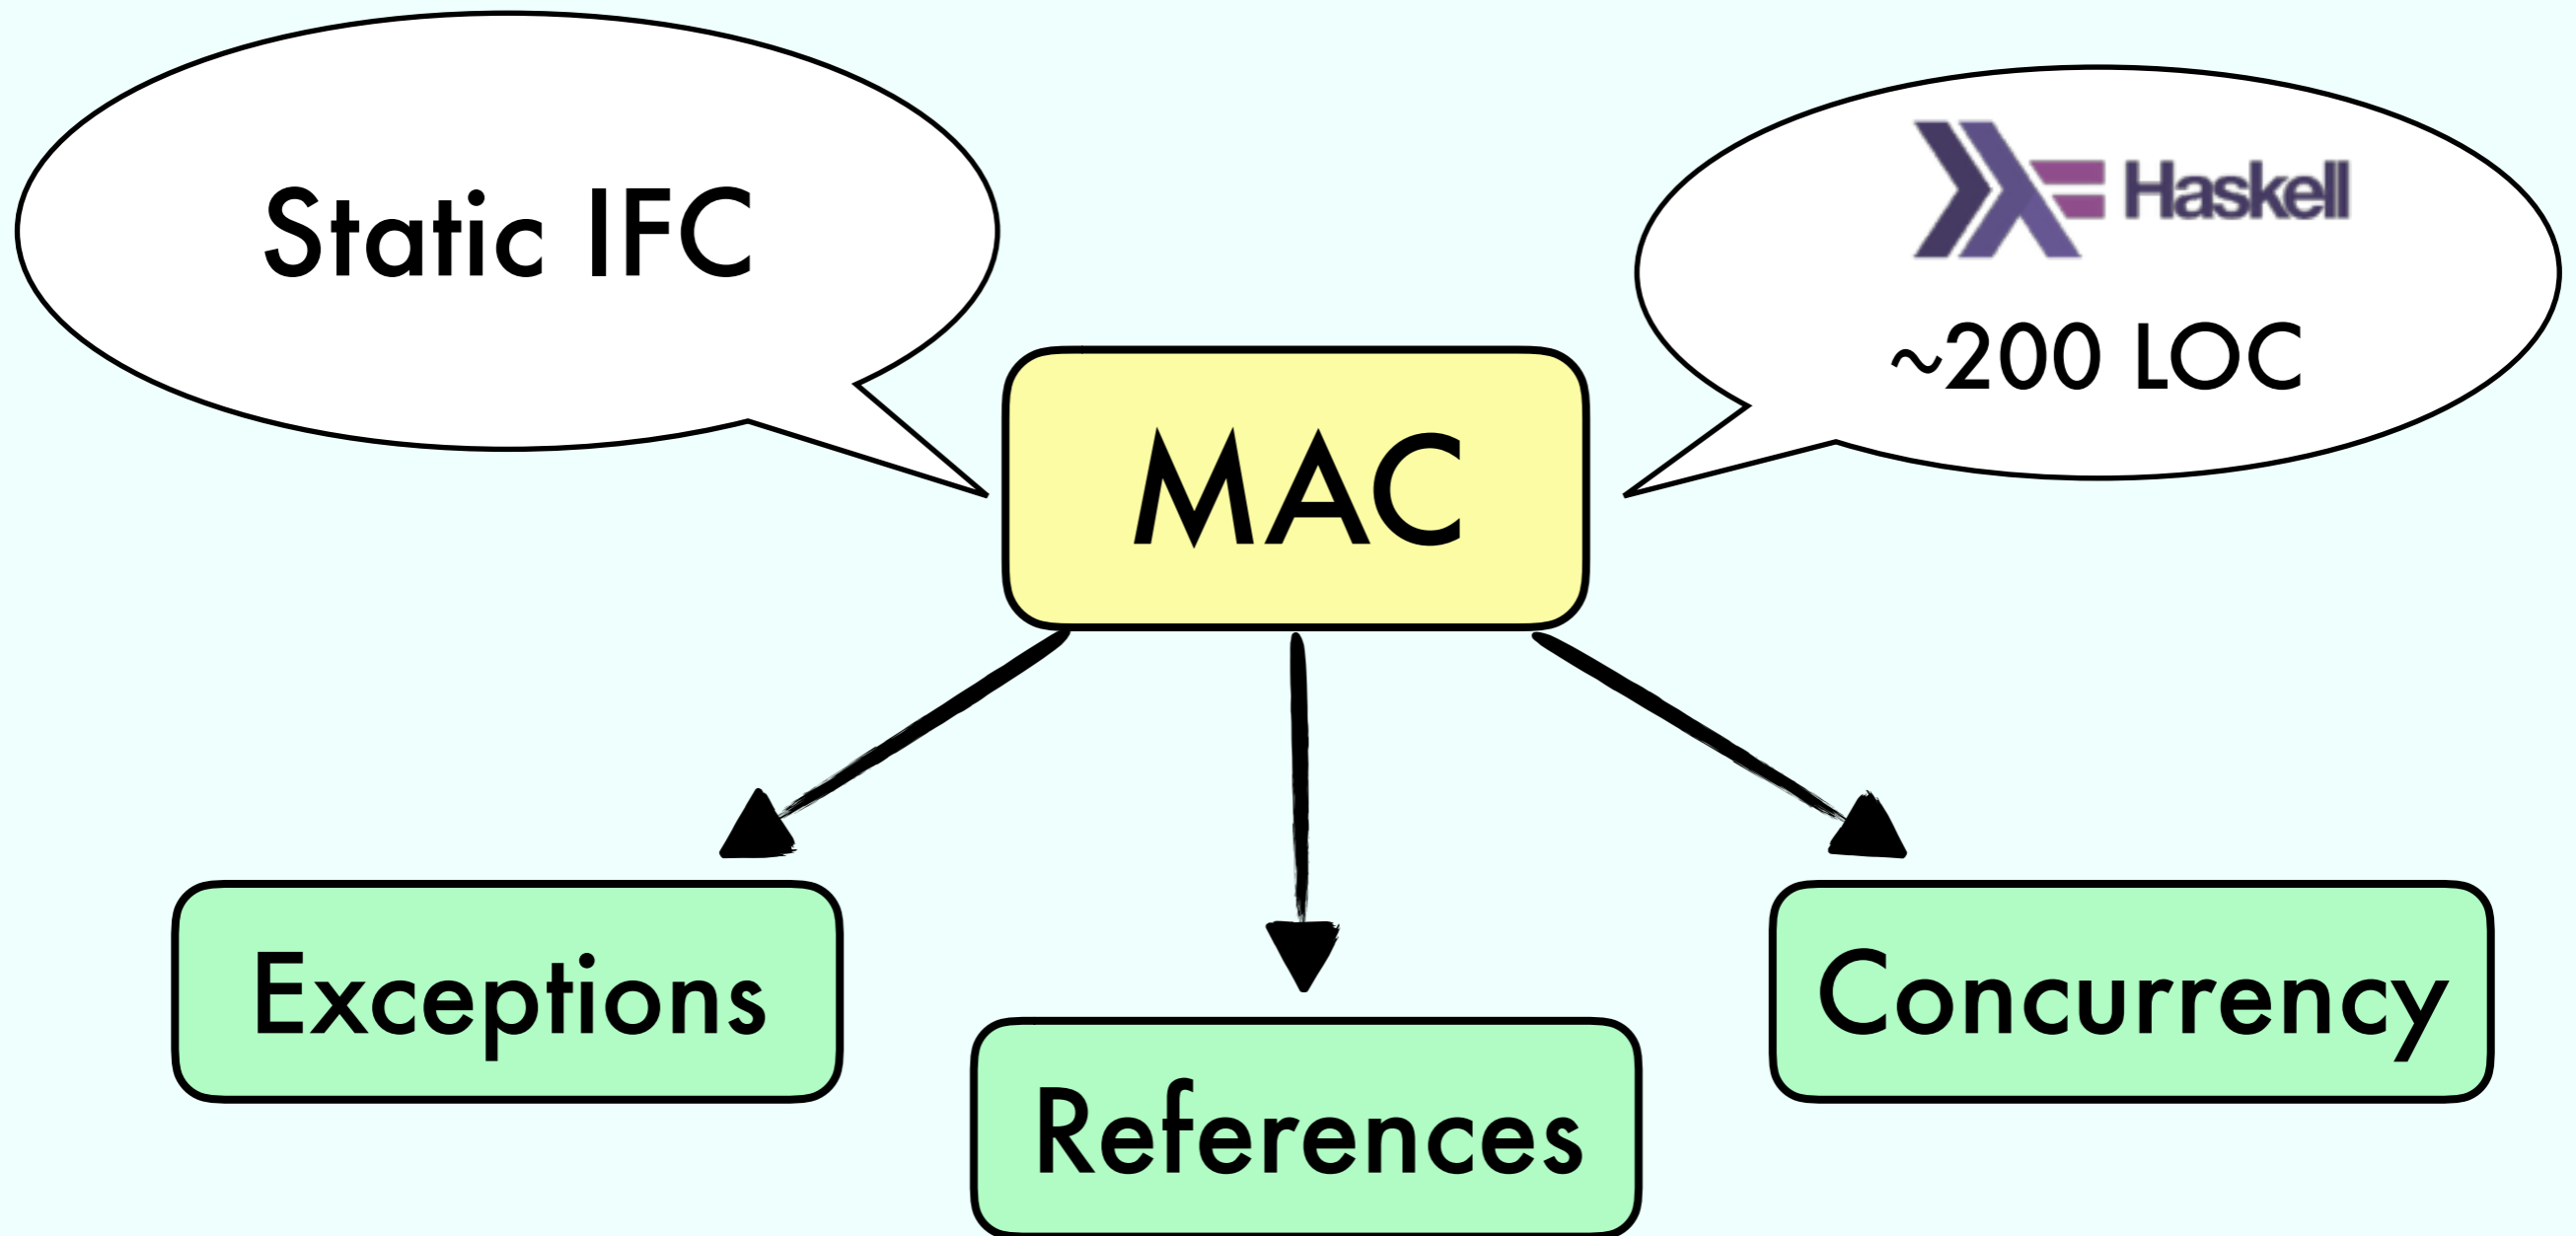 Static IFC
Haskell
~200 LOC
MAC
Exceptions
References
Concurrency